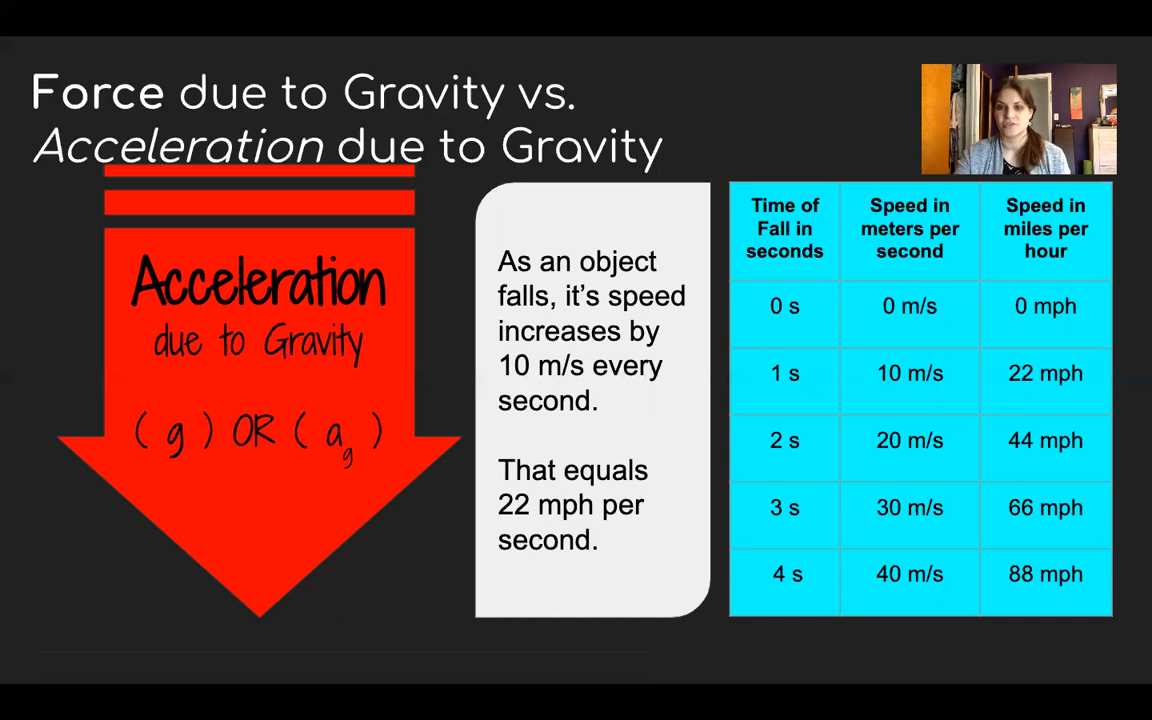 Force due to Gravity vs.
Acceleration due to Gravity
Acceleration
due to Gravity
( g ) OR ( ag )
As an object
falls, it's speed
increases by
10 m/s every
second.
That equals
22 mph per
second.
Time of Fall in seconds Speed in meters per second Speed in miles per hour
0 s 0 m/s 0 mph
1 s 10 m/s 22 mph
2 s 20 m/s 44 mph
3 s 30 m/s 66 mph
4 s 40 m/s 88 mph